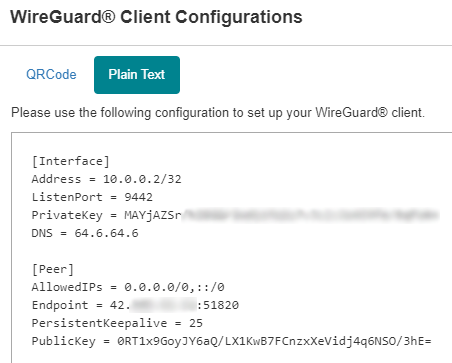 WireGuard® Client Configurations
QRCode
Plain Text
Please use the following configuration to set up your WireGuard® client.
[Interface]
Address = 10.0.0.2/32
ListenPort = 9442
PrivateKey = MAYjAZSr/
DNS = 64.6.64.6
[Peer]
AllowedIPs = 0.0.0.0/0,::/0
Endpoint = 42. :51820
PersistentKeepalive = 25
PublicKey = 0RT1x9GoyJY6aQ/LX1KwB7FCnzxXeVidj4q6NSO/3hE=